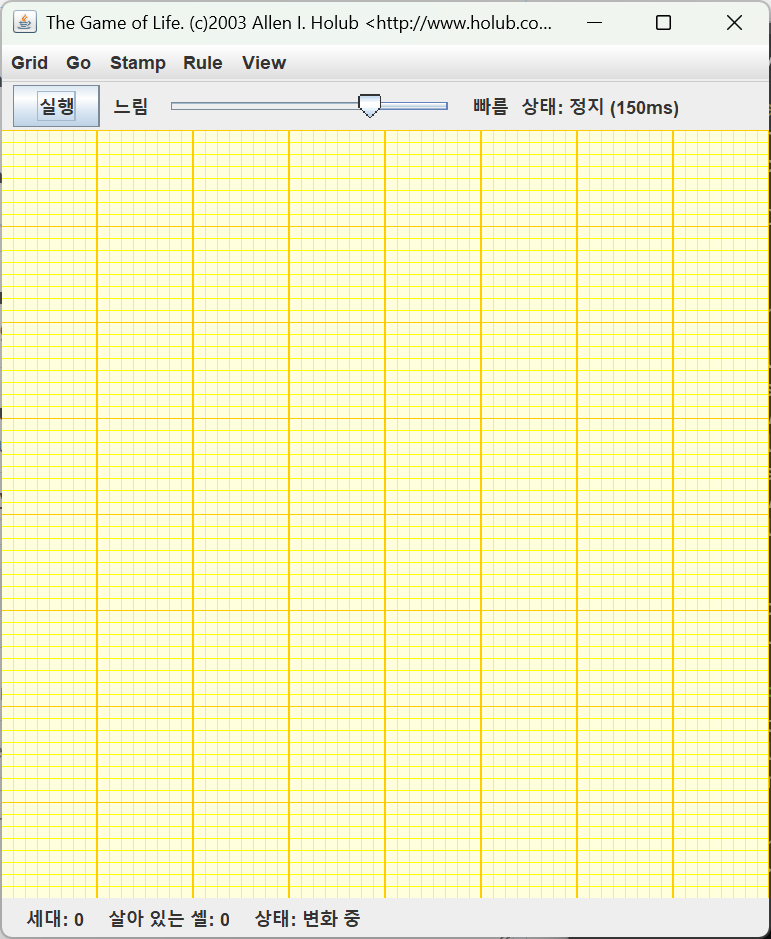 The Game of Life. (c)2003 Allen I. Holub <http://www.holub.co...
Grid Go Stamp Rule View
실행 느림 빠름 상태: 정지 (150ms)
세대: 0 살아 있는 셀: 0 상태: 변화 중